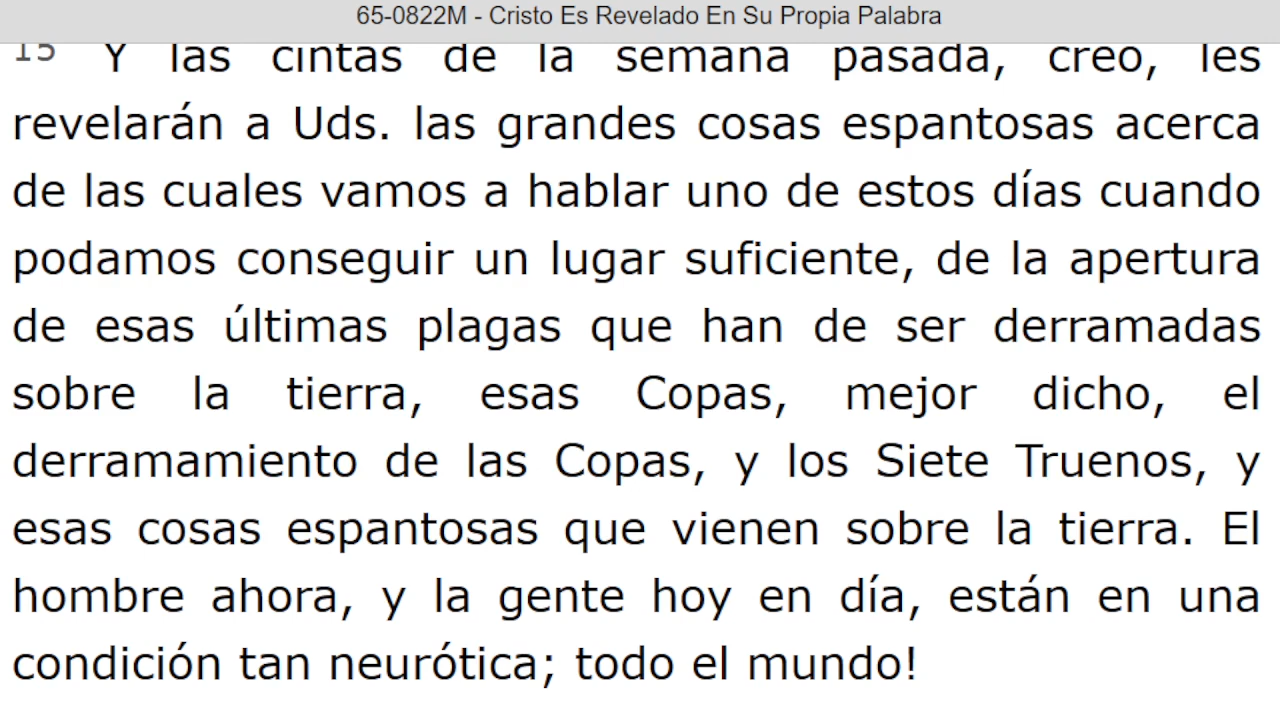 65-0822M - Cristo Es Revelado En Su Propia Palabra
15 Y las cintas de la semana pasada, creo, les
revelarán a Uds. las grandes cosas espantosas acerca
de las cuales vamos a hablar uno de estos días cuando
podamos conseguir un lugar suficiente, de la apertura
de esas últimas plagas que han de ser derramadas
sobre la tierra, esas Copas, mejor dicho, el
derramamiento de las Copas, y los Siete Truenos, y
esas cosas espantosas que vienen sobre la tierra. El
hombre ahora, y la gente hoy en día, están en una
condición tan neurótica; todo el mundo!